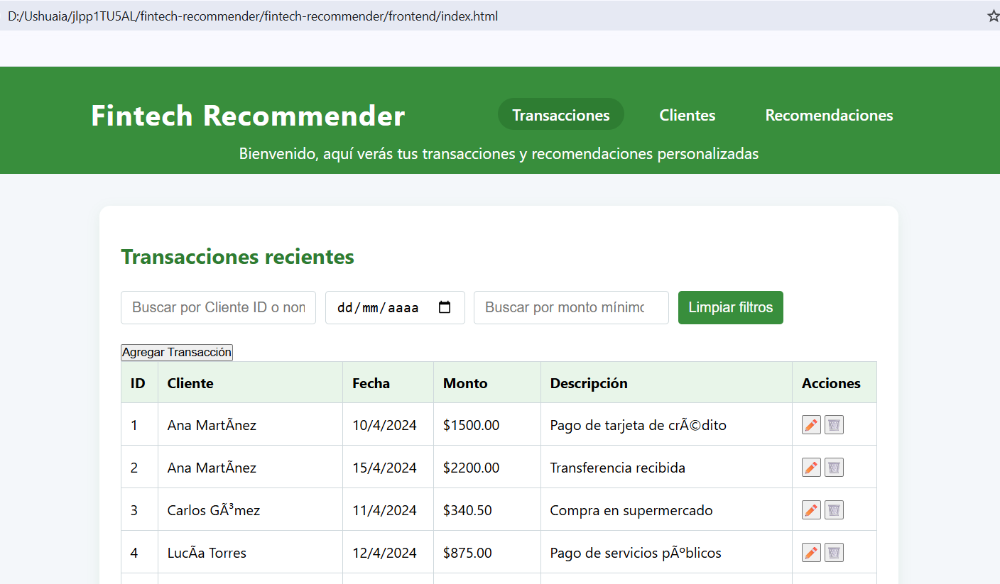 D:/Ushuaia/jlpp1TU5AL/fintech-recommender/fintech-recommender/frontend/index.html
Fintech Recommender
Transacciones
Clientes
Recomendaciones
Bienvenido, aquí verás tus transacciones y recomendaciones personalizadas
Transacciones recientes
Buscar por Cliente ID o non
dd/mm/aaaa
Buscar por monto mínimo
Limpiar filtros
Agregar Transacción
ID Cliente Fecha Monto Descripción Acciones
1 Ana MartÃnez 10/4/2024 $1500.00 Pago de tarjeta de crÃ©dito
2 Ana MartÃnez 15/4/2024 $2200.00 Transferencia recibida
3 Carlos GÃ³mez 11/4/2024 $340.50 Compra en supermercado
4 LucÃa Torres 12/4/2024 $875.00 Pago de servicios pÃºblicos